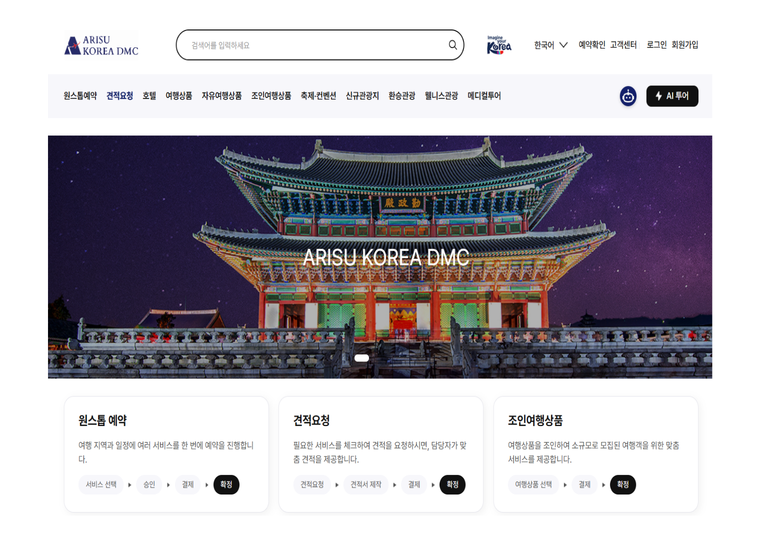 ARISU
KOREA DMC
검색어를 입력하세요
Imagine
your
Korea
한국어
예약확인 고객센터
로그인 회원가입
원스톱예약 견적요청 호텔 여행상품 자유여행상품 조인여행상품 축제·컨벤션 신규관광지 환승관광 웰니스관광 메디컬투어
AI 투어
殿政勤
ARISU KOREA DMC
원스톱 예약
여행 지역과 일정에 여러 서비스를 한 번에 예약을 진행합니
다.
서비스 선택 승인 결제 확정
견적요청
필요한 서비스를 체크하여 견적을 요청하시면, 담당자가 맞
춤 견적을 제공합니다.
견적요청 견적서 제작 결제 확정
조인여행상품
여행상품을 조인하여 소규모로 모집된 여행객을 위한 맞춤
서비스를 제공합니다.
여행상품 선택 결제 확정